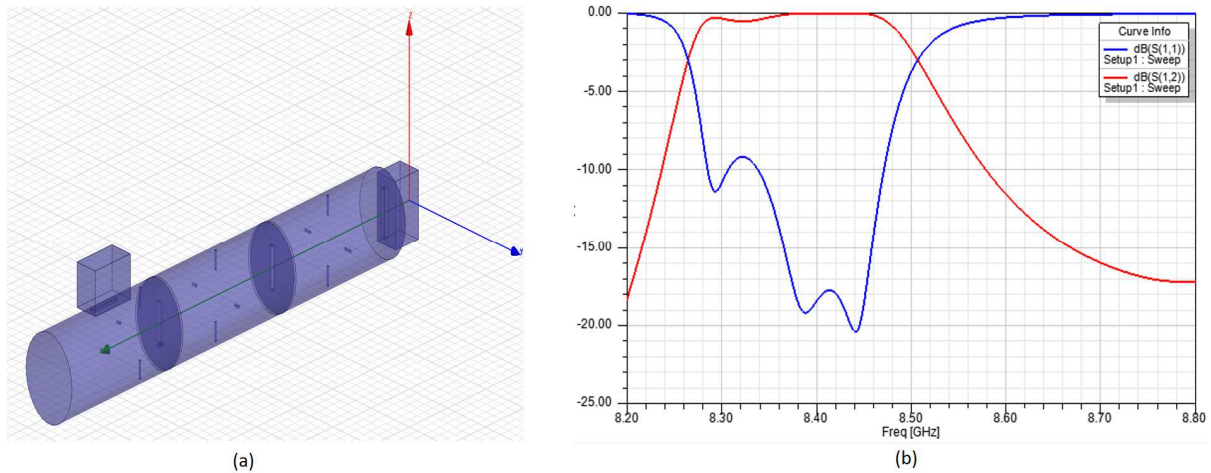 z
0.00
-5.00
-10.00
-15.00
-20.00
-25.00
8.20
8.30
8.40
8.50
8.60
8.70
8.80
Freq [GHz]
Curve Info
dB(S(1,1))
Setup1 : Sweep
dB(S(1,2))
Setup1 : Sweep
(a)
(b)